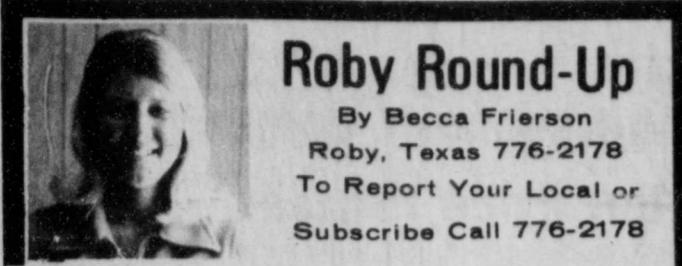 Roby Round-Up
By Becca Frierson
Roby, Texas 776-2178
To Report Your Local or
Subscribe Call 776-2178